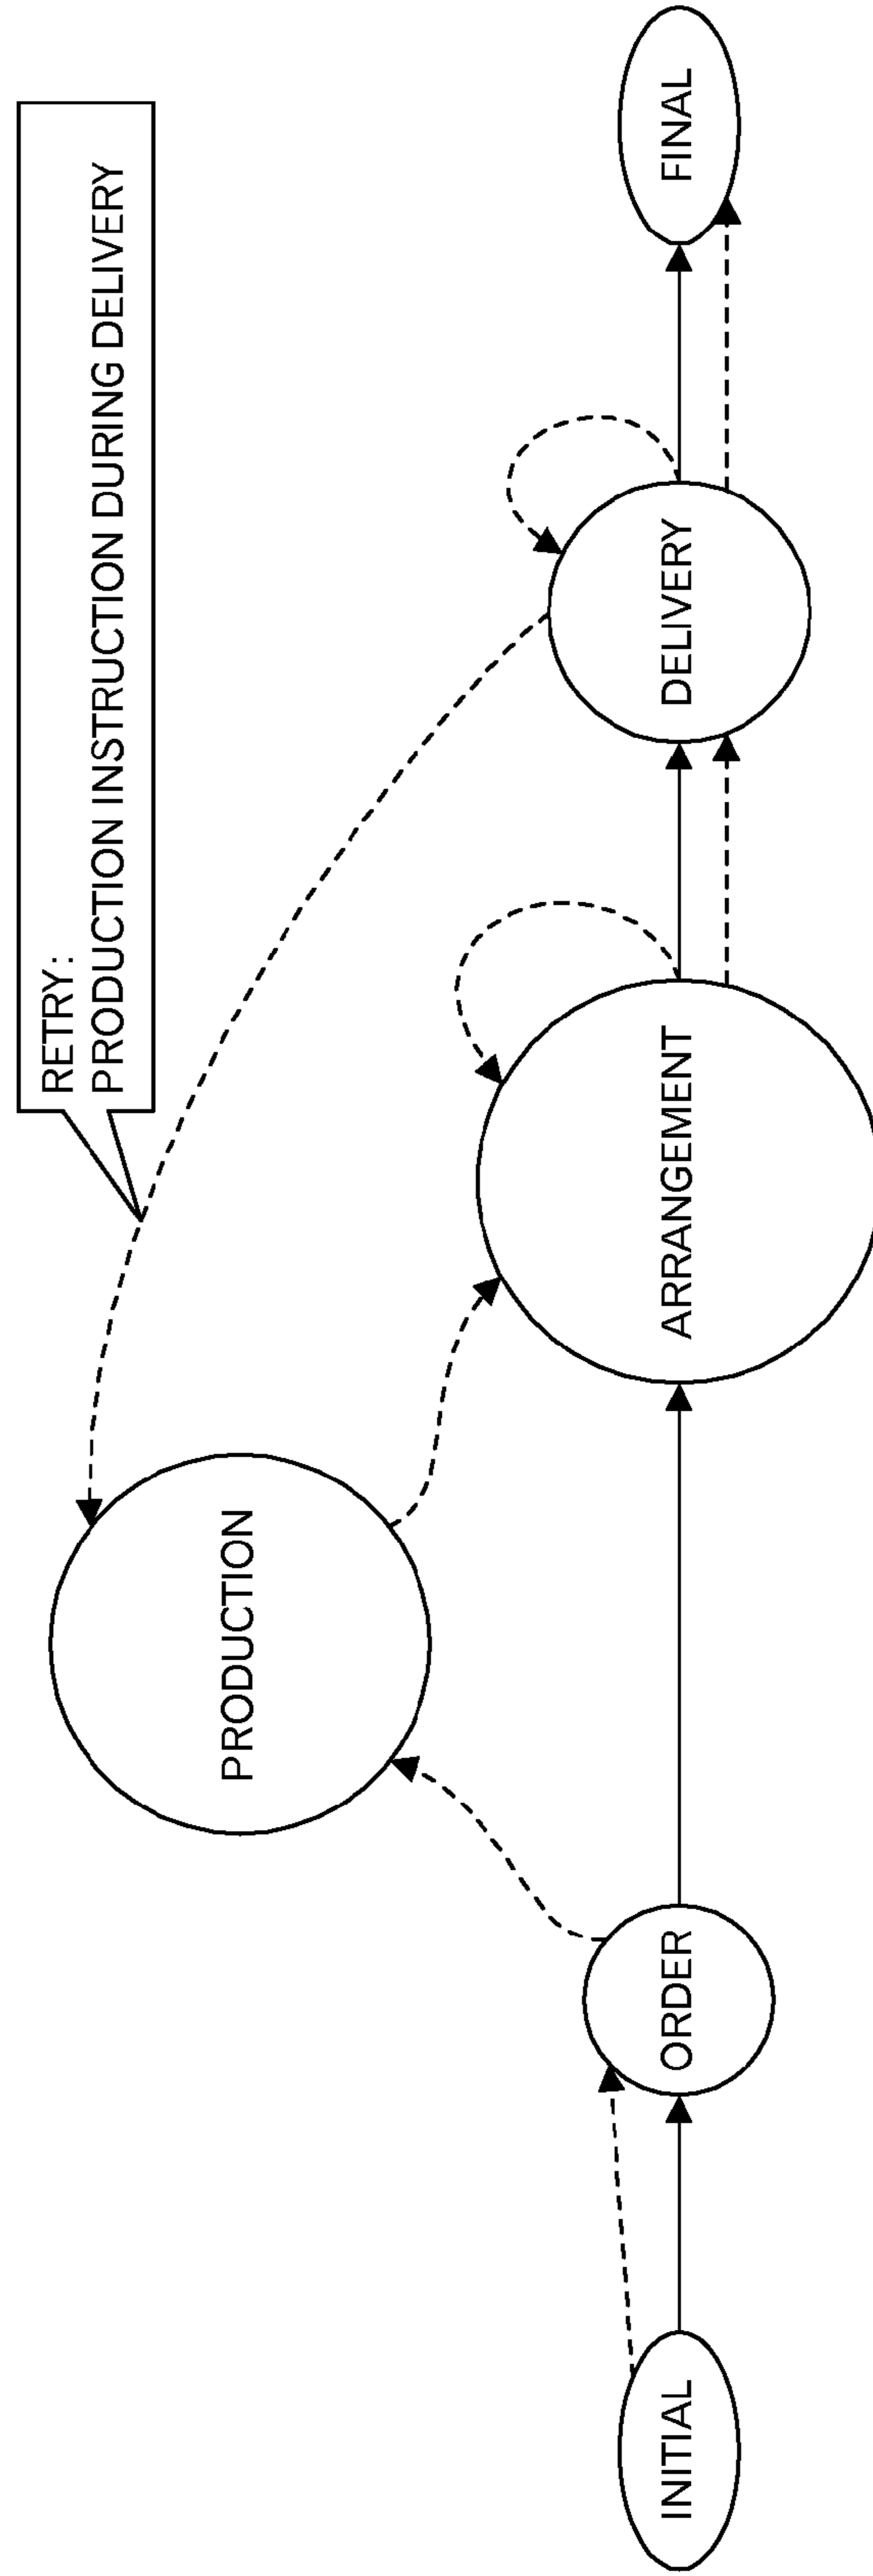 RETRY:
PRODUCTION INSTRUCTION DURING DELIVERY
PRODUCTION
INITIAL
ORDER
ARRANGEMENT
DELIVERY
FINAL